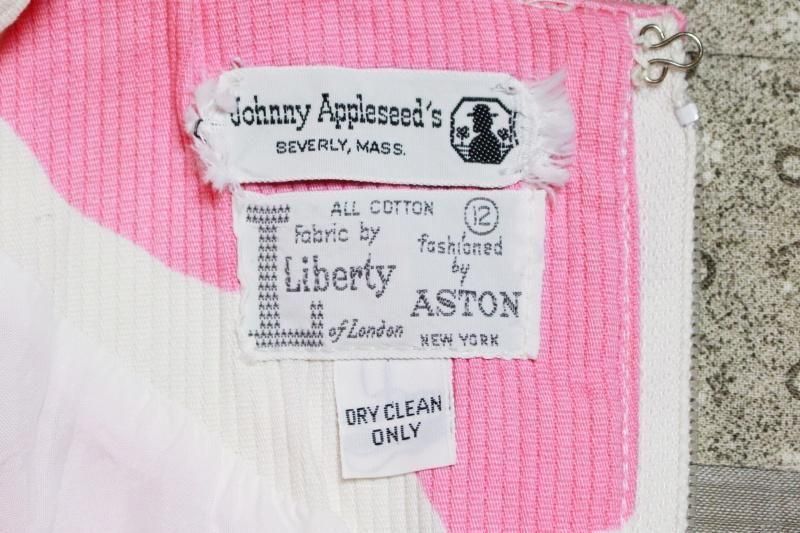 Johnny Appleseed's
BEVERLY, MASS.
ALL COTTON 12
L
Fabric by
Liberty
of London
fashioned
by
ASTON
NEW YORK
DRY CLEAN
ONLY